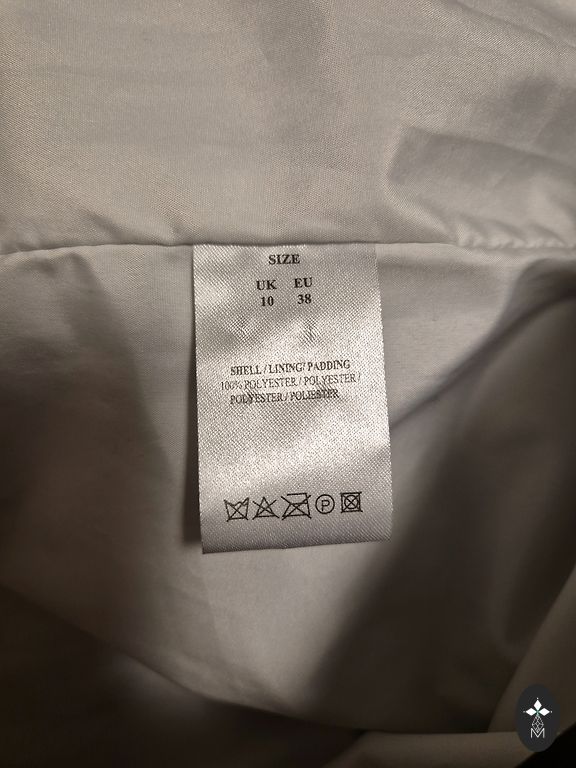 SIZE
UK EU
10 38
SHELL / LINING/ PADDING
100% POLYESTER / POLYESTER /
POLYESTER / POLIESTER
P
M